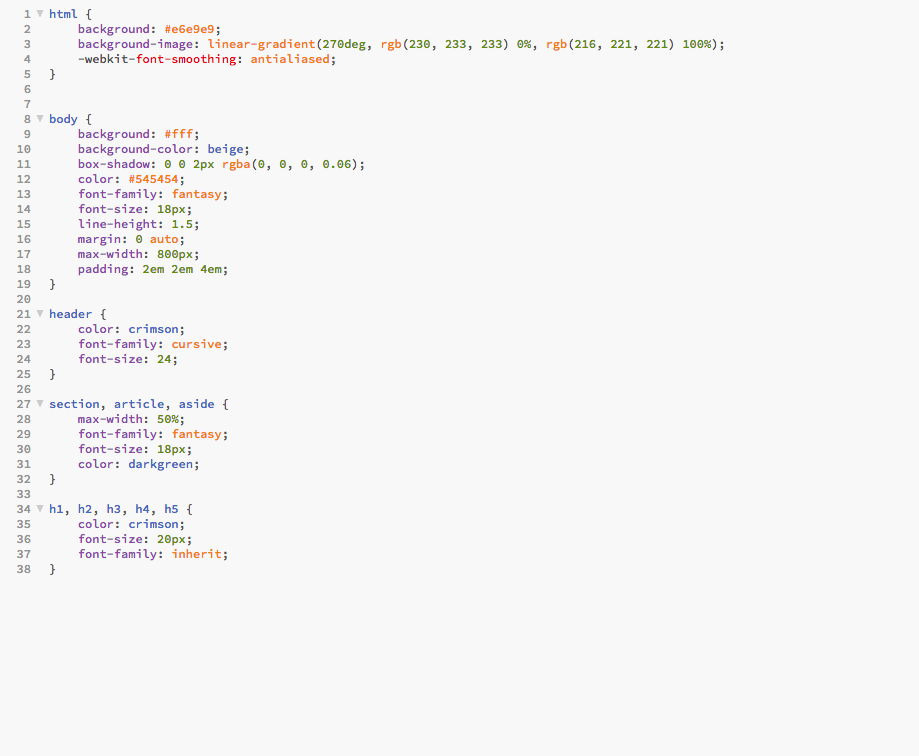 1 html {
2 background: #e6e9e9;
3 background-image: linear-gradient(270deg, rgb(230, 233, 233) 0%, rgb(216, 221, 221) 100%);
4 -webkit-font-smoothing: antialiased;
5 }
6
7
8 body {
9 background: #fff;
10 background-color: beige;
11 box-shadow: 0 0 2px rgba(0, 0, 0, 0.06);
12 color: #545454;
13 font-family: fantasy;
14 font-size: 18px;
15 line-height: 1.5;
16 margin: 0 auto;
17 max-width: 800px;
18 padding: 2em 2em 4em;
19 }
20
21 header {
22 color: crimson;
23 font-family: cursive;
24 font-size: 24;
25 }
26
27 section, article, aside {
28 max-width: 50%;
29 font-family: fantasy;
30 font-size: 18px;
31 color: darkgreen;
32 }
33
34 h1, h2, h3, h4, h5 {
35 color: crimson;
36 font-size: 20px;
37 font-family: inherit;
38 }